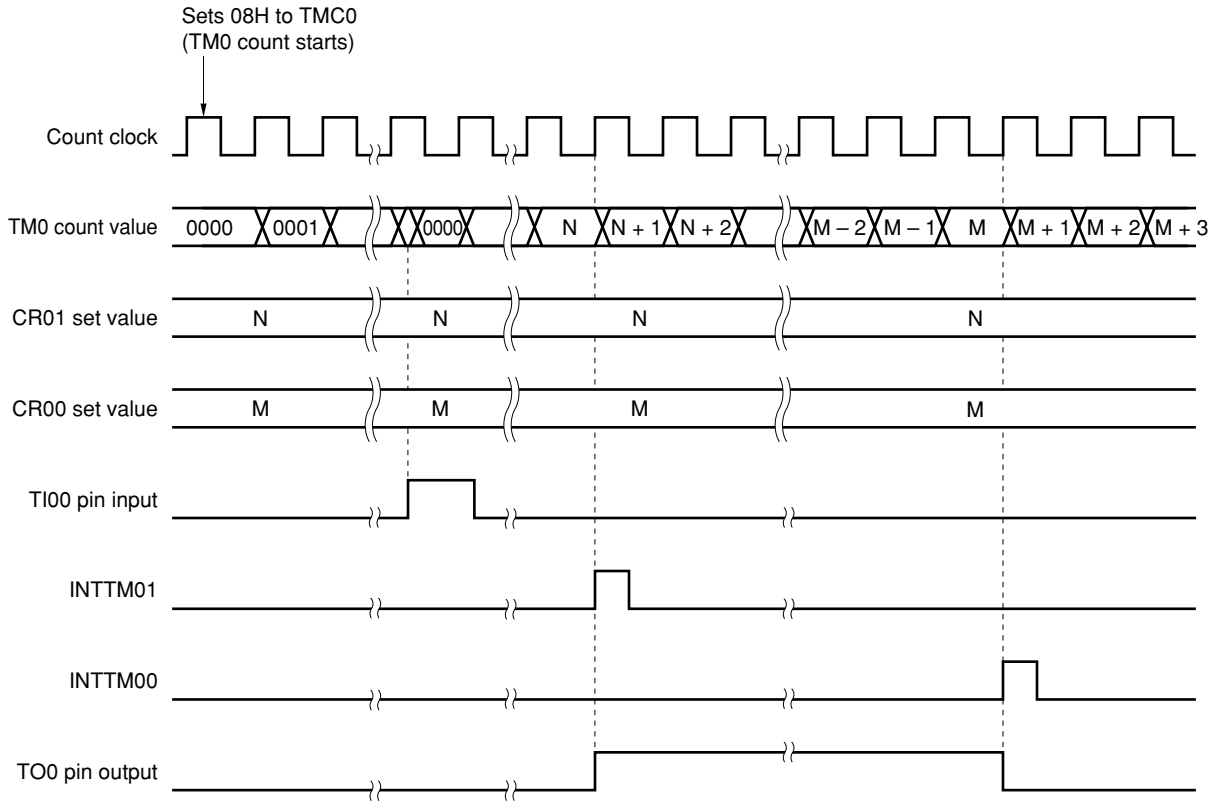 Sets 08H to TMC0
(TM0 count starts)
Count clock
TM0 count value 0000 0001 0000 N N + 1 N + 2 M – 2 M – 1 M M + 1 M + 2 M + 3
CR01 set value N N N N
CR00 set value M M M M
TI00 pin input
INTTM01
INTTM00
TO0 pin output